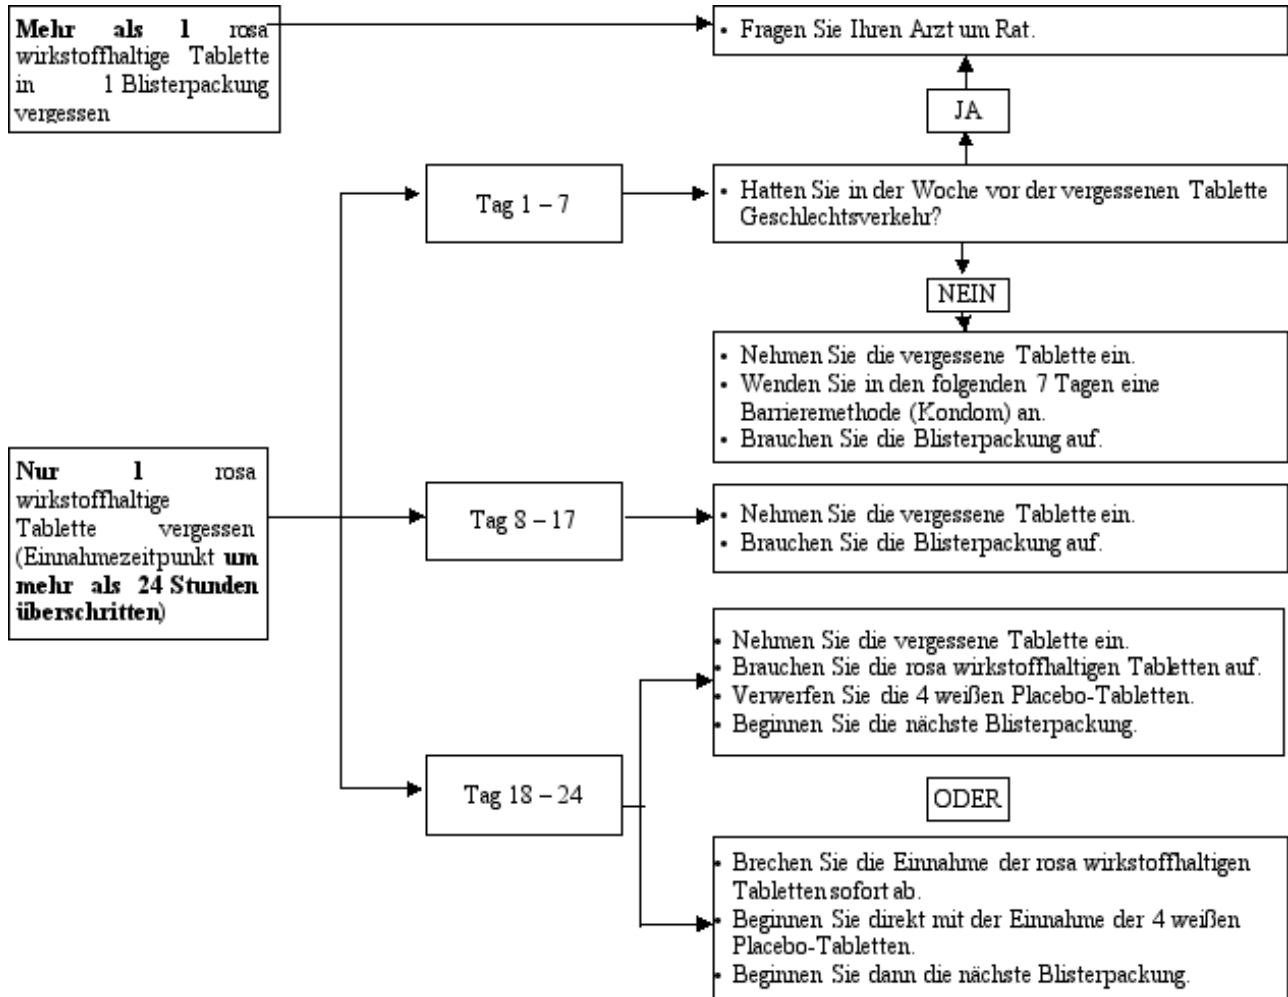 Mehr als 1 rosa
wirkstoffhaltige Tablette
in 1 Blisterpackung
vergessen
• Fragen Sie Ihren Arzt um Rat.
JA
Tag 1 – 7
• Hatten Sie in der Woche vor der vergessenen Tablette
Geschlechtsverkehr?
NEIN
• Nehmen Sie die vergessene Tablette ein.
• Wenden Sie in den folgenden 7 Tagen eine
Barrieremethode (Kondom) an.
• Brauchen Sie die Blisterpackung auf.
Nur 1 rosa
wirkstoffhaltige
Tablette vergessen
(Einnahmezeitpunkt um
mehr als 24 Stunden
überschritten)
Tag 8 – 17
• Nehmen Sie die vergessene Tablette ein.
• Brauchen Sie die Blisterpackung auf.
Tag 18 – 24
• Nehmen Sie die vergessene Tablette ein.
• Brauchen Sie die rosa wirkstoffhaltigen Tabletten auf.
• Verwerfen Sie die 4 weißen Placebo-Tabletten.
• Beginnen Sie die nächste Blisterpackung.
ODER
• Brechen Sie die Einnahme der rosa wirkstoffhaltigen
Tabletten sofort ab.
• Beginnen Sie direkt mit der Einnahme der 4 weißen
Placebo-Tabletten.
• Beginnen Sie dann die nächste Blisterpackung.